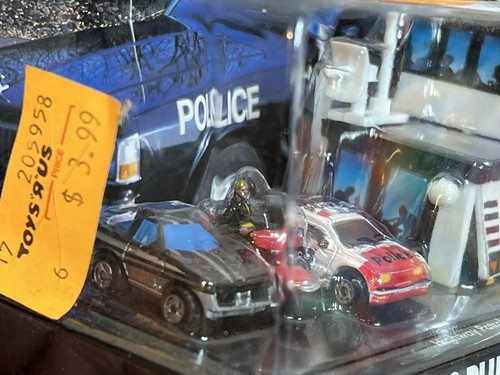 POLICE
205958
TOYS.R.US
PRICE
$ 3.99
17
6
Police